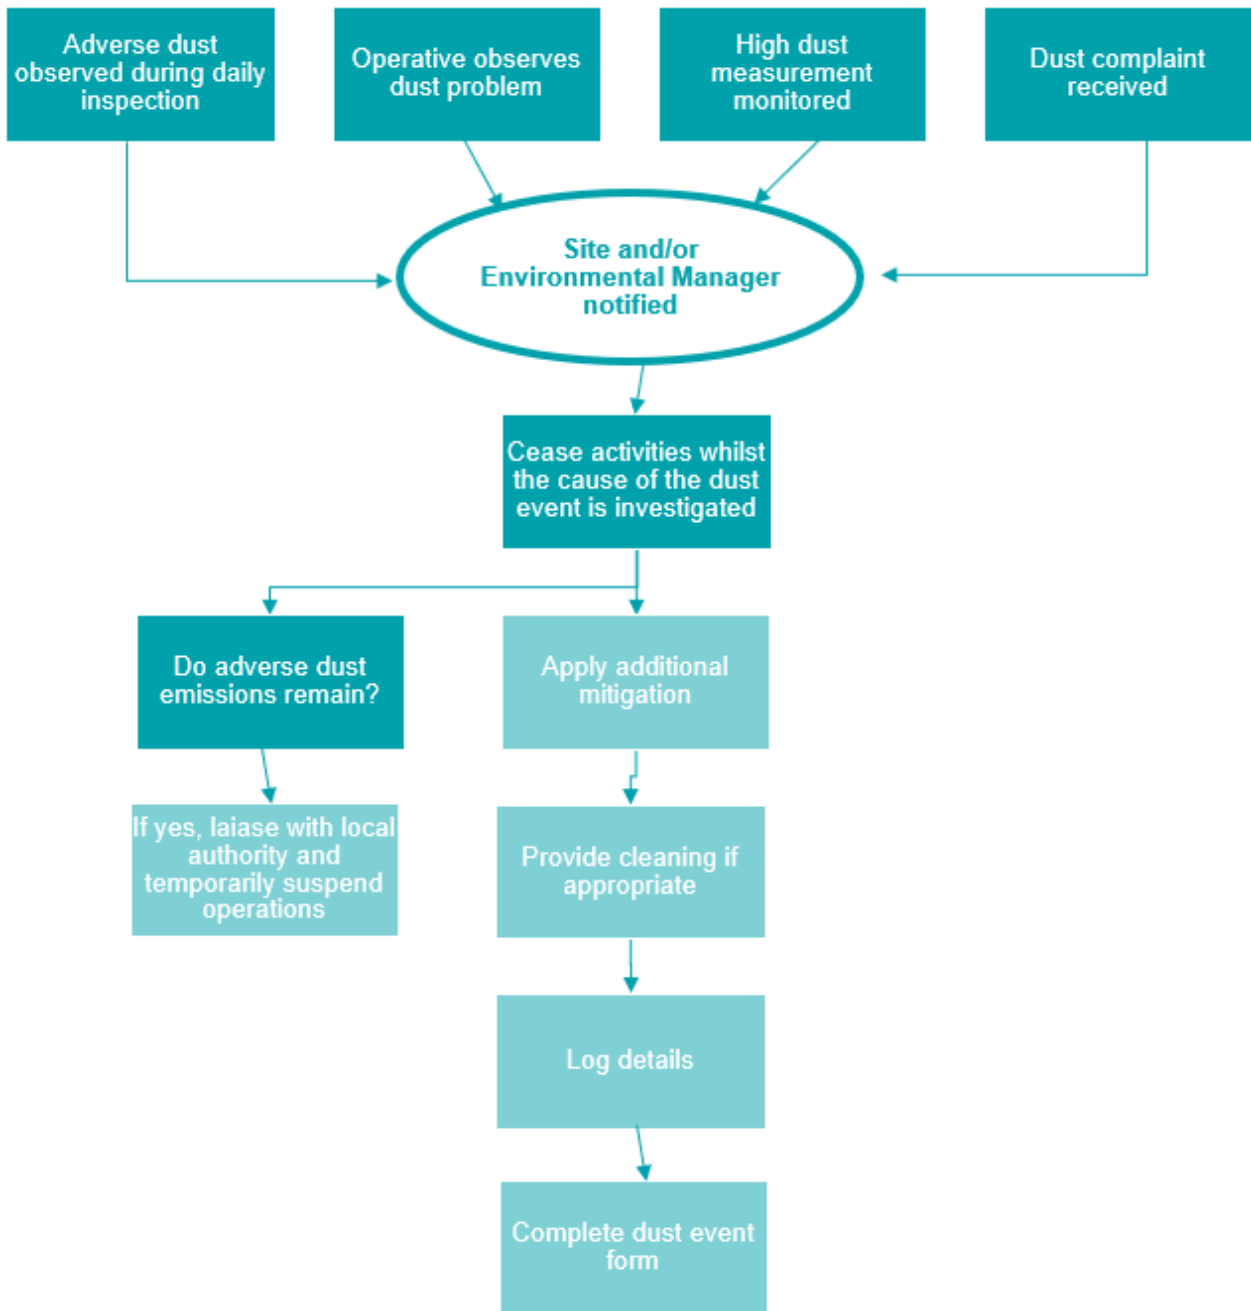 Adverse dust
observed during daily
inspection
Operative observes
dust problem
High dust
measurement
monitored
Dust complaint
received
Site and/or
Environmental Manager
notified
Cease activities whilst
the cause of the dust
event is investigated
Do adverse dust
emissions remain?
Apply additional
mitigation
If yes, laiase with local
authority and
temporarily suspend
operations
Provide cleaning if
appropriate
Log details
Complete dust event
form